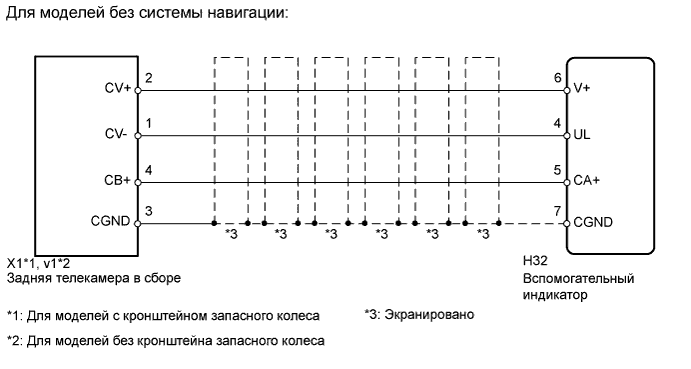 Для моделей без системы навигации:
CV+ 2 6 V+
CV- 1 4 UL
CB+ 4 5 CA+
CGND 3 7 CGND
*3 *3 *3 *3 *3 *3
X1*1, v1*2 H32
Задняя телекамера в сборе Вспомогательный
индикатор
*1: Для моделей с кронштейном запасного колеса *3: Экранировано
*2: Для моделей без кронштейна запасного колеса